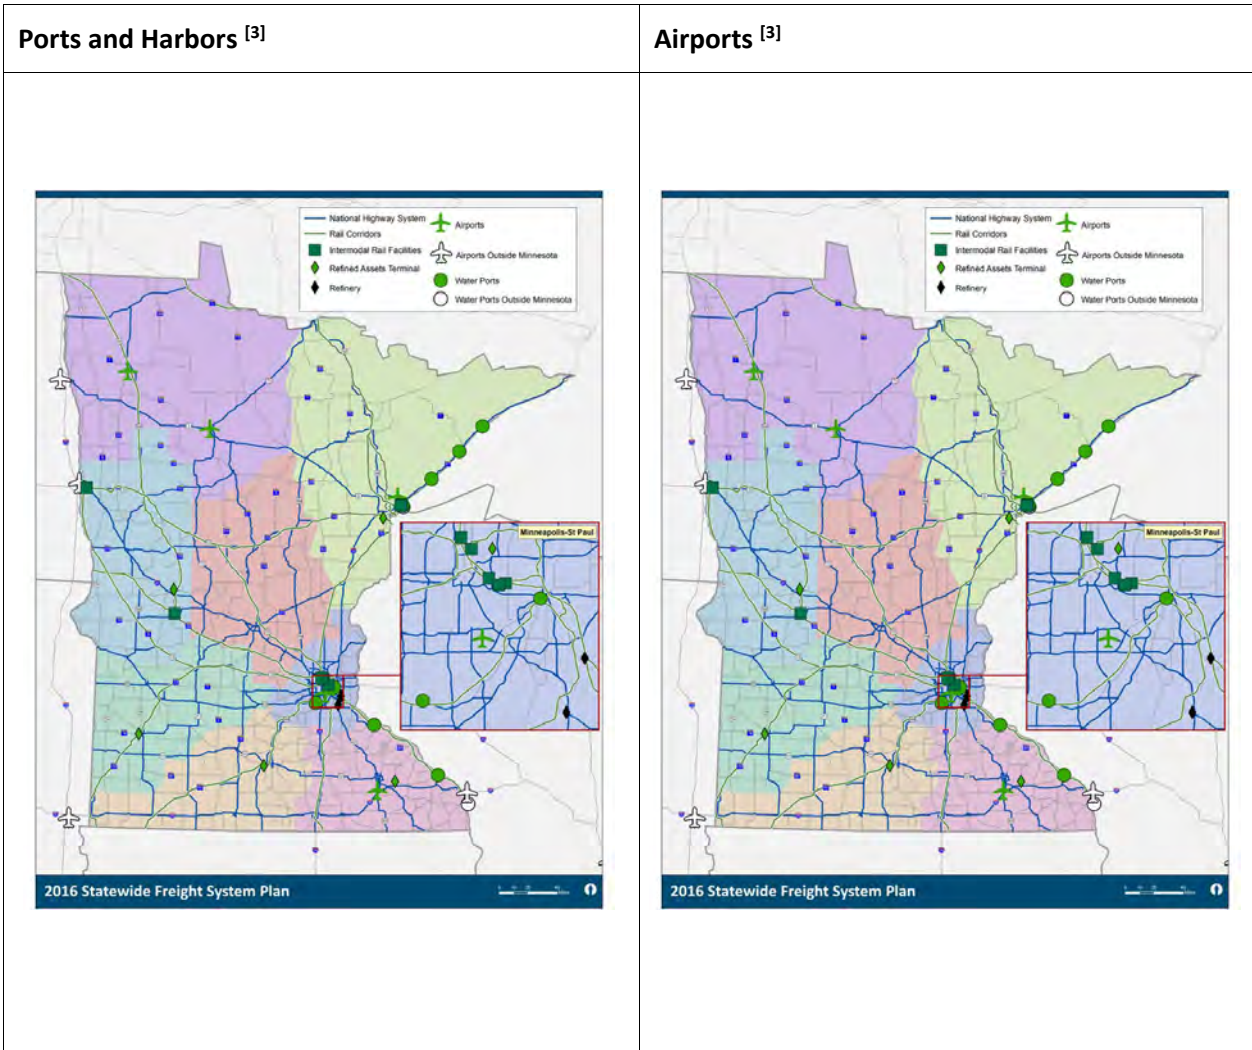 Ports and Harbors [3]
Airports [3]
National Highway System
Rail Corridors
Intermodal Rail Facilities
Refined Assets Terminal
Refinery
Airports
Airports Outside Minnesota
Water Ports
Water Ports Outside Minnesota
Minneapolis-St Paul
2016 Statewide Freight System Plan
National Highway System
Rail Corridors
Intermodal Rail Facilities
Refined Assets Terminal
Refinery
Airports
Airports Outside Minnesota
Water Ports
Water Ports Outside Minnesota
Minneapolis-St Paul
2016 Statewide Freight System Plan